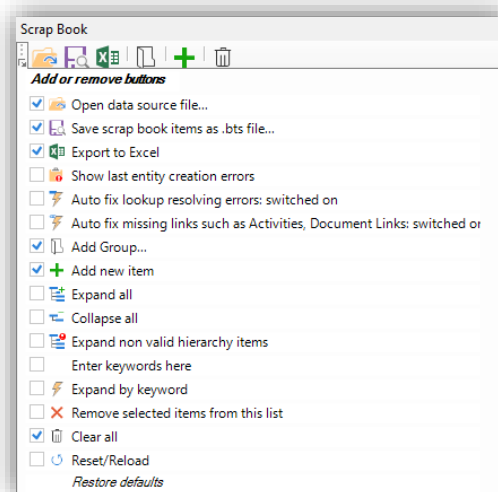 Scrap Book
Add or remove buttons
Open data source file...
Save scrap book items as .bts file...
Export to Excel
Show last entity creation errors
Auto fix lookup resolving errors: switched on
Auto fix missing links such as Activities, Document Links: switched or
Add Group...
Add new item
Expand all
Collapse all
Expand non valid hierarchy items
Enter keywords here
Expand by keyword
Remove selected items from this list
Clear all
Reset/Reload
Restore defaults